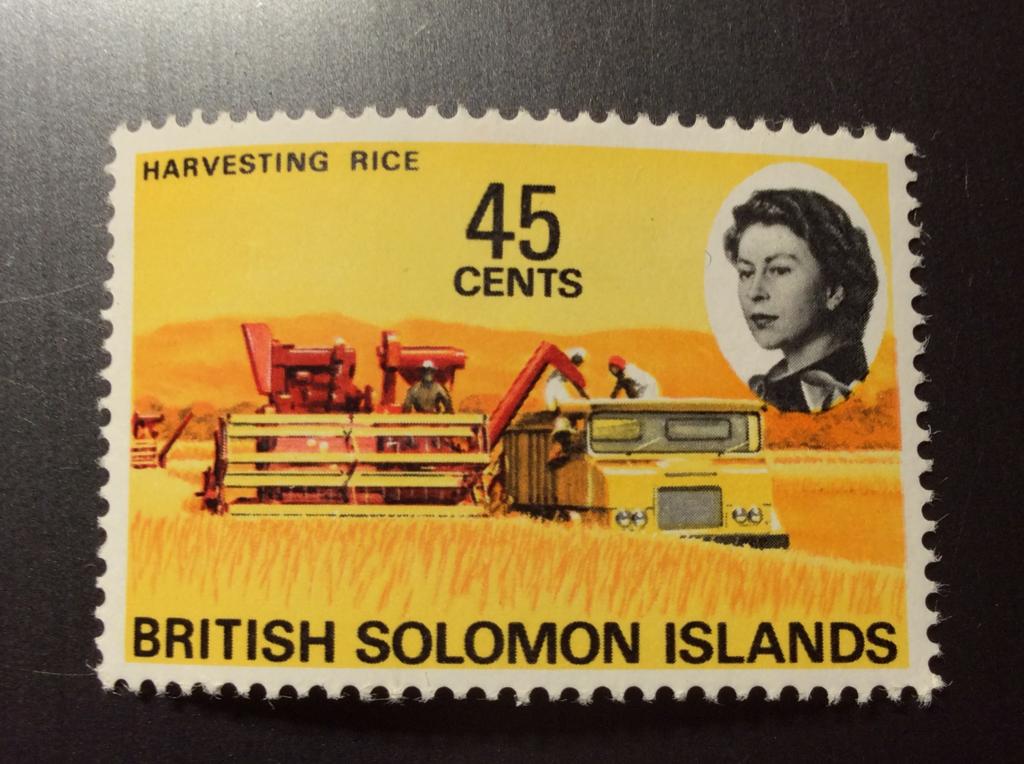 HARVESTING RICE
45
CENTS
BRITISH SOLOMON ISLANDS